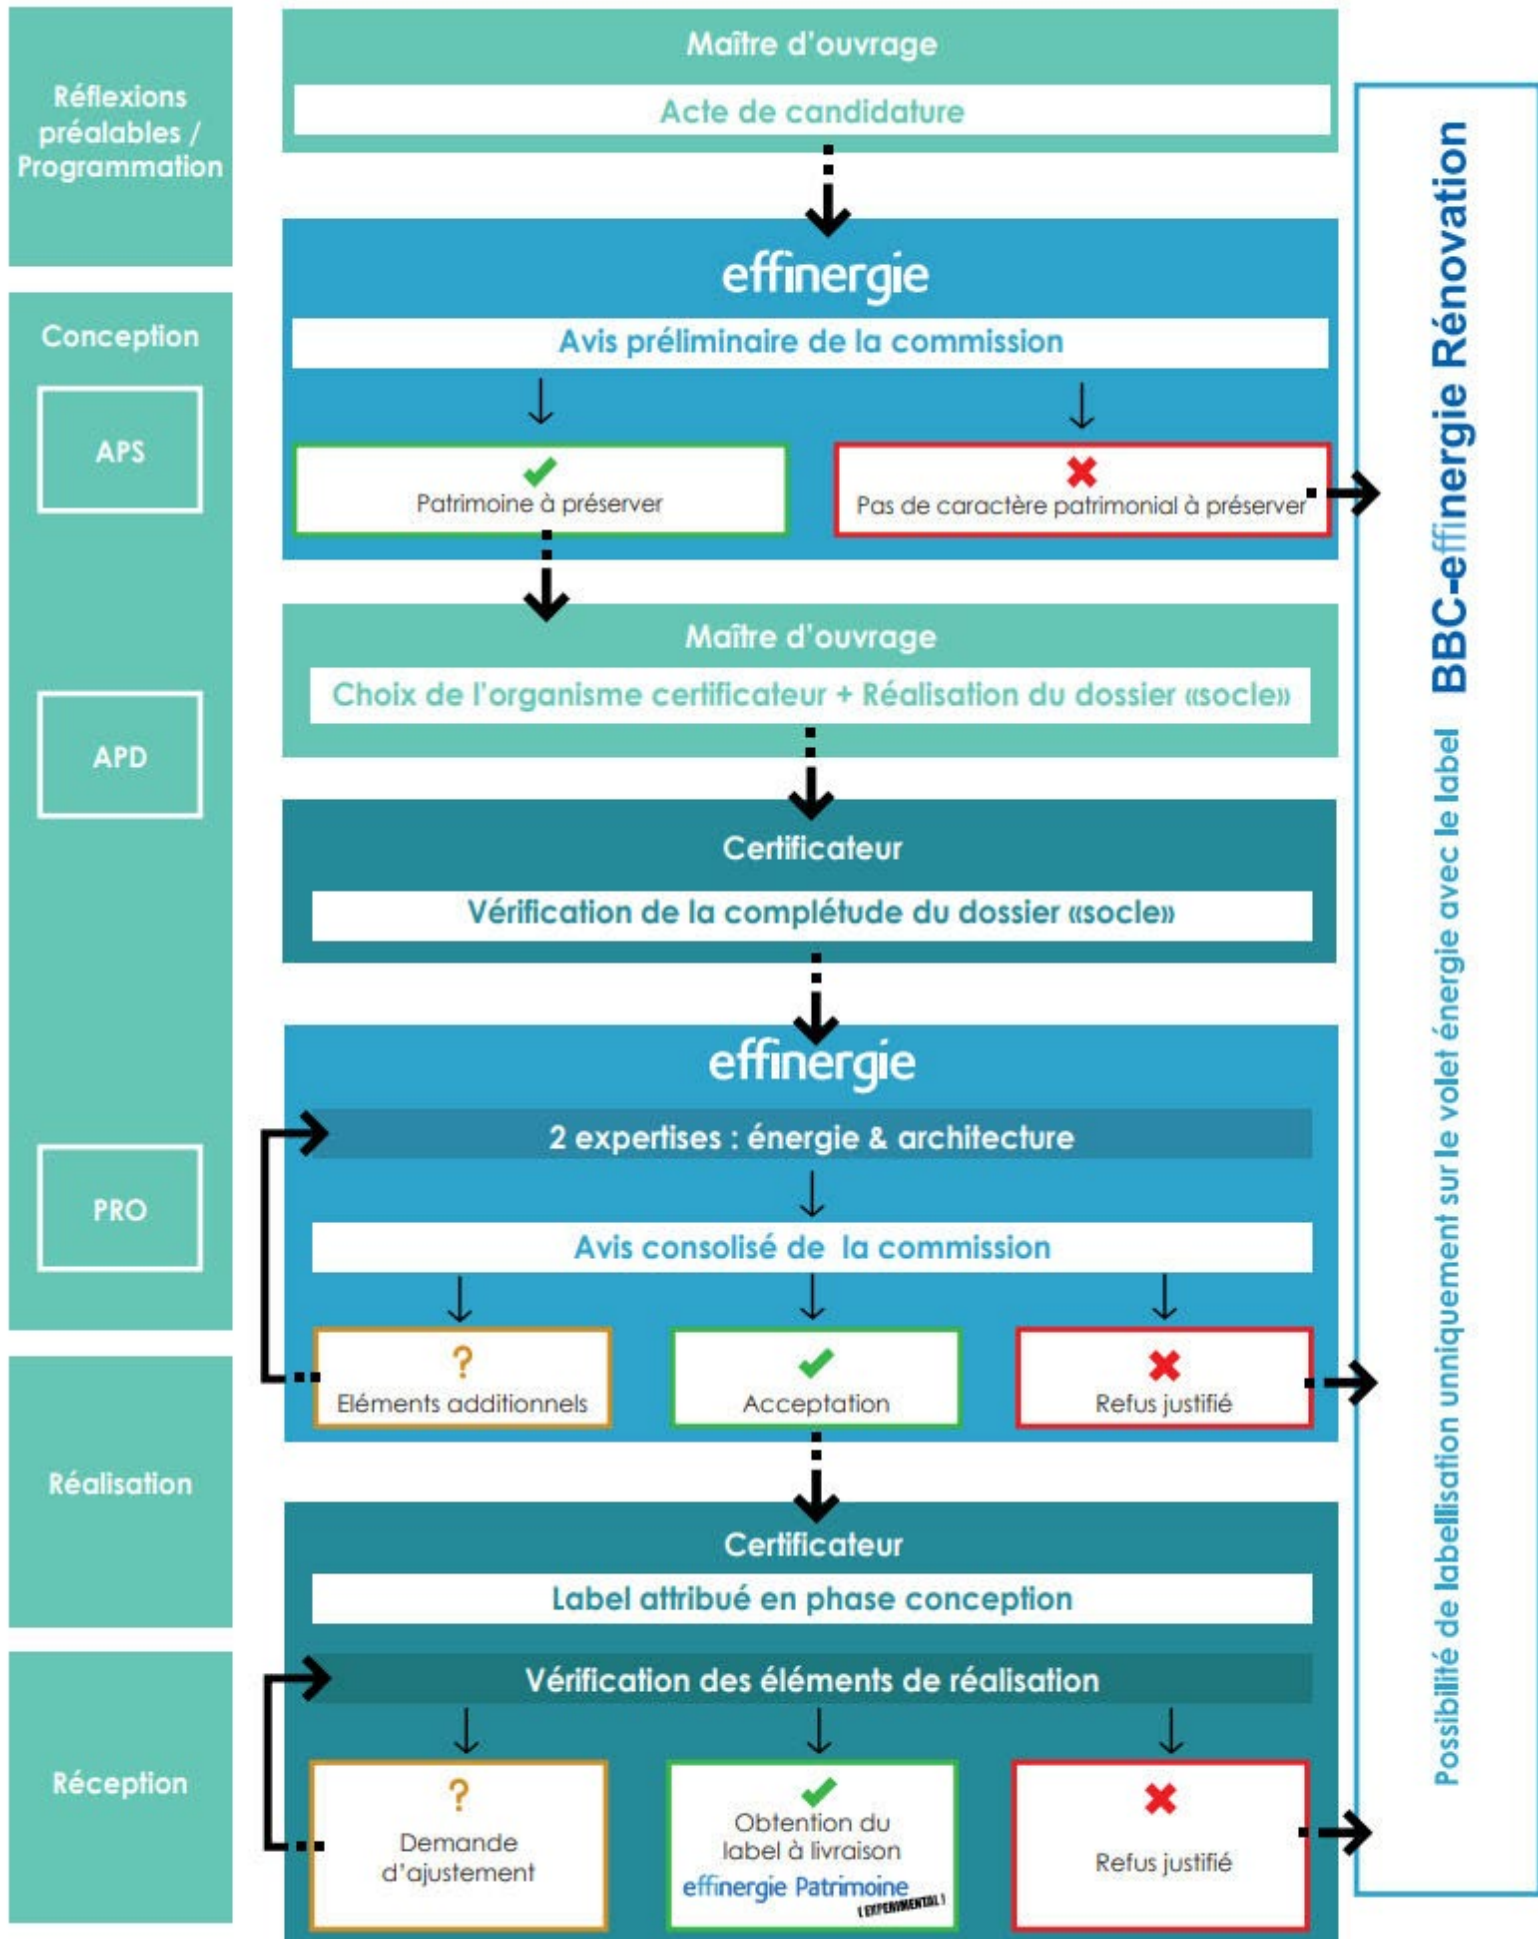 Réflexions
préalables /
Programmation
Maître d'ouvrage
Acte de candidature
effinergie
Avis préliminaire de la commission
Patrimoine à préserver
Pas de caractère patrimonial à préserver
Conception
APS
APD
PRO
Maître d'ouvrage
Choix de l'organisme certificateur + Réalisation du dossier «socle»
Certificateur
Vérification de la complétude du dossier «socle»
effinergie
2 expertises : énergie & architecture
Avis consolisé de la commission
?
Eléments additionnels
Acceptation
Refus justifié
Réalisation
Certificateur
Label attribué en phase conception
Vérification des éléments de réalisation
Réception
?
Demande
d'ajustement
Obtention du
label à livraison
effinergie Patrimoine
[EXPERIMENTAL]
Refus justifié
Possibilité de labellisation unniquement sur le volet énergie avec le label BBC-effinergie Rénovation